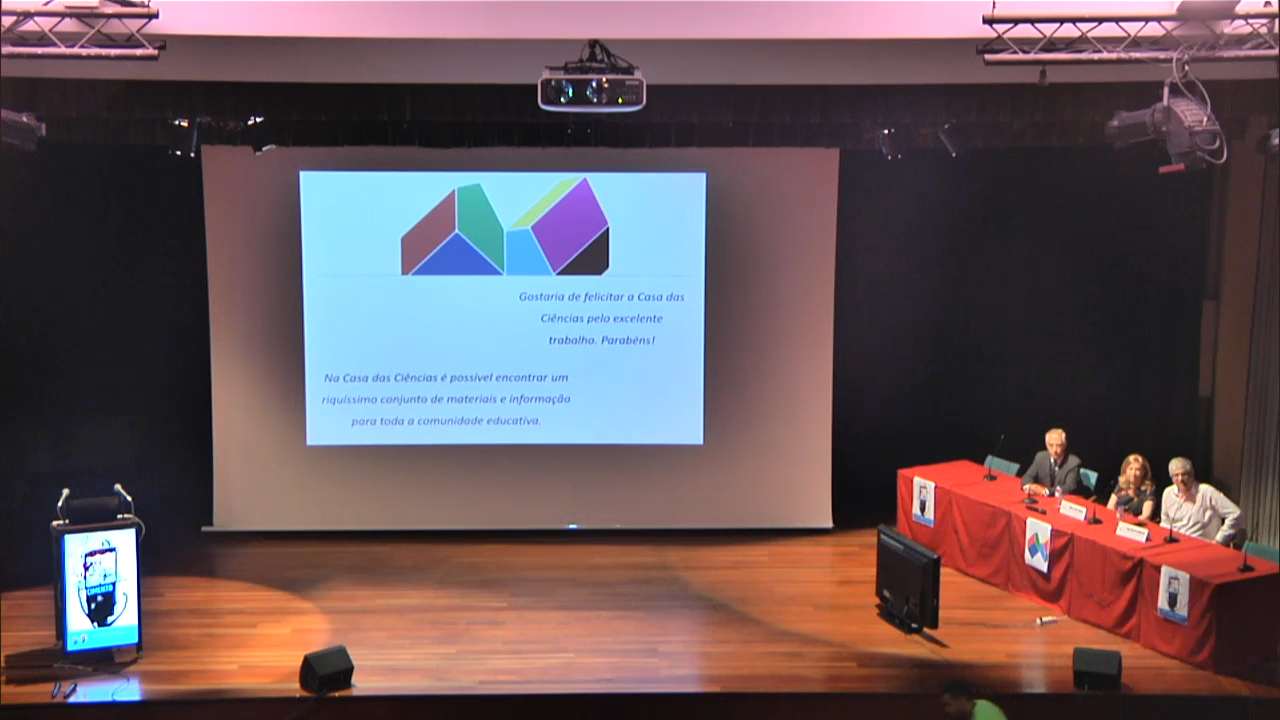 Gostaria de felicitar a Casa das
Ciências pelo excelente
trabalho. Parabéns!
Na Casa das Ciências é possível encontrar um
riquíssimo conjunto de materiais e informação
para toda a comunidade educativa.
CIMENTO